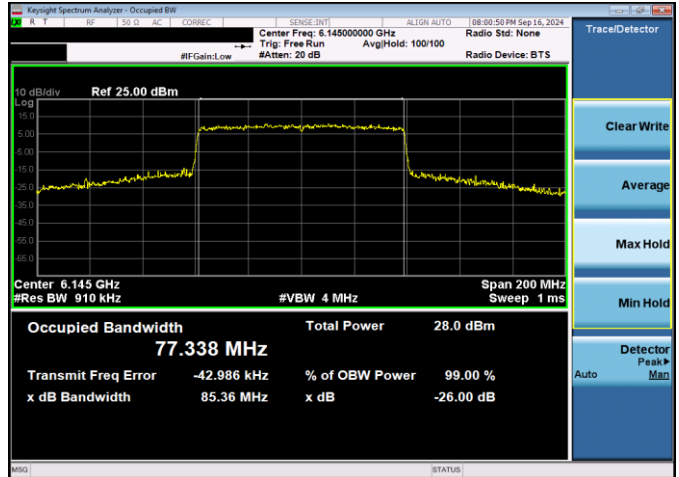 Keysight Spectrum Analyzer - Occupied BW
R T RF 50 Ω AC CORREC SENSE:INT ALIGN AUTO 08:00:50 PM Sep 16, 2024
Center Freq: 6.145000000 GHz Radio Std: None
Trig: Free Run Avg|Hold: 100/100
#IFGain:Low #Atten: 20 dB Radio Device: BTS
Trace/Detector
10 dB/div Ref 25.00 dBm
Log
15.0
5.00
-5.00
-15.0
-25.0
-35.0
-45.0
-55.0
-65.0
Center 6.145 GHz Span 200 MHz
#Res BW 910 kHz #VBW 4 MHz Sweep 1 ms
Occupied Bandwidth Total Power 28.0 dBm
77.338 MHz
Transmit Freq Error -42.986 kHz % of OBW Power 99.00 %
x dB Bandwidth 85.36 MHz x dB -26.00 dB
Clear Write
Average
Max Hold
Min Hold
Detector
Peak▶
Auto Man
MSG STATUS